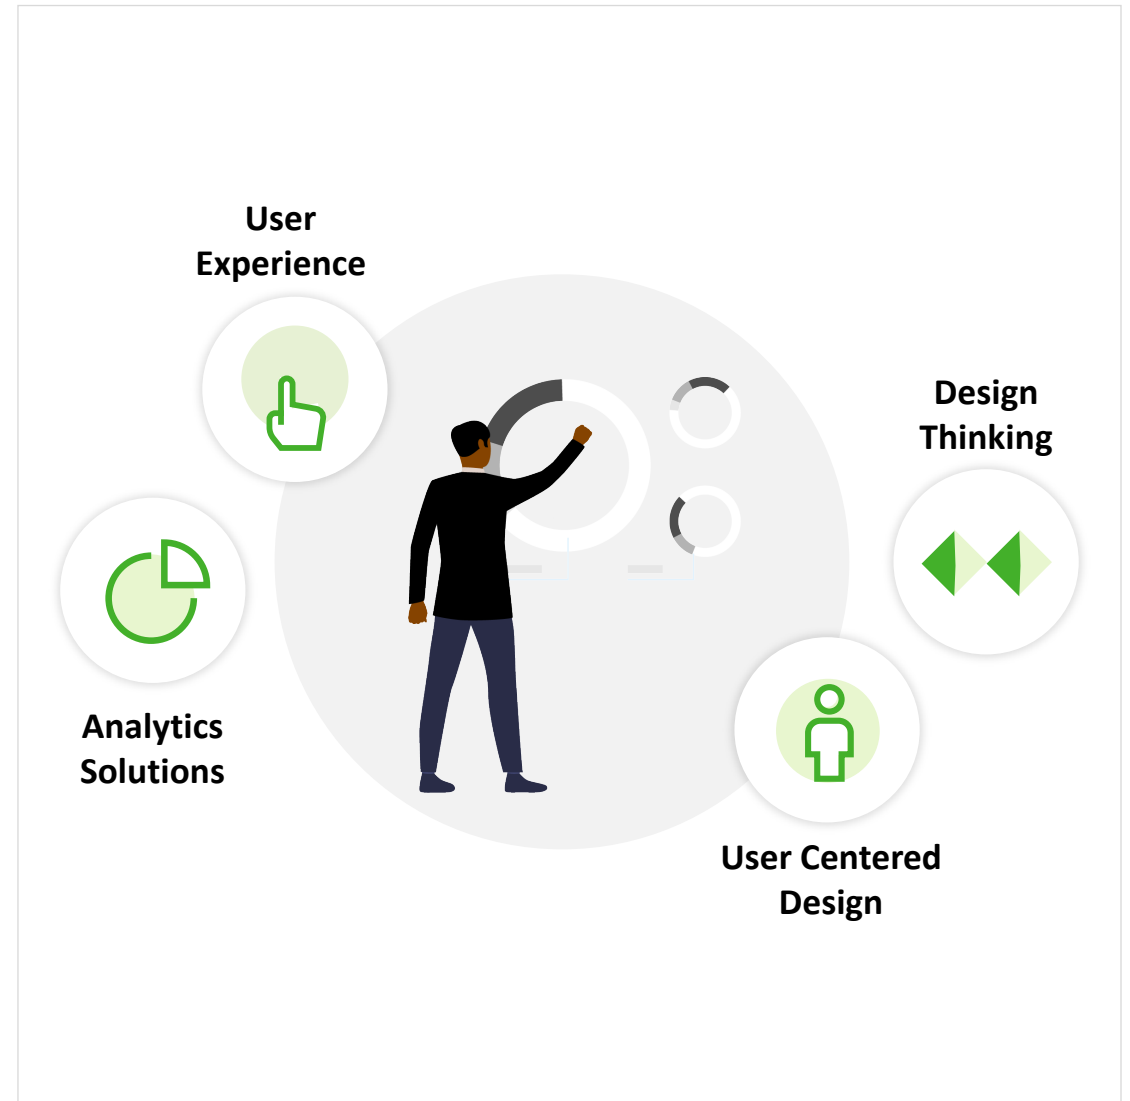 User
Experience
Design
Thinking
Analytics
Solutions
User Centered
Design